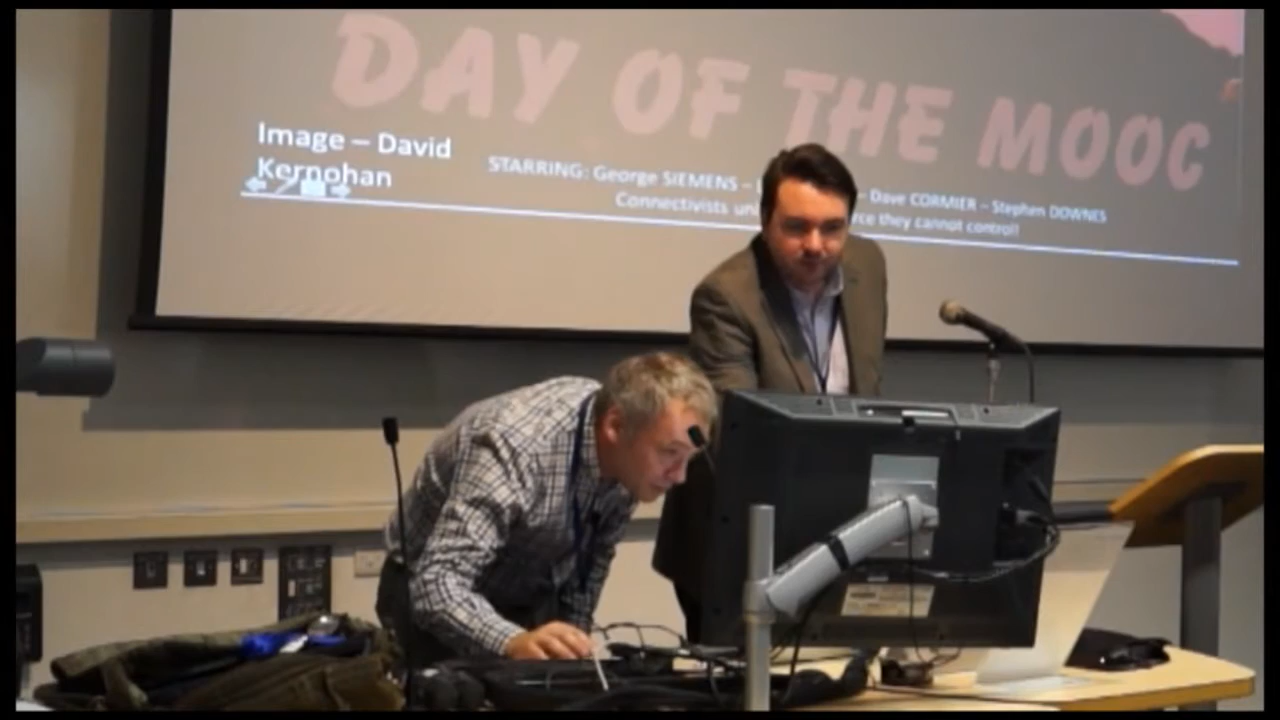 DAY OF THE MOOC
Image – David
Kernohan
STARRING: George SIEMENS – - Dave CORMIER – Stephen DOWNES
Connectivists they cannot control!